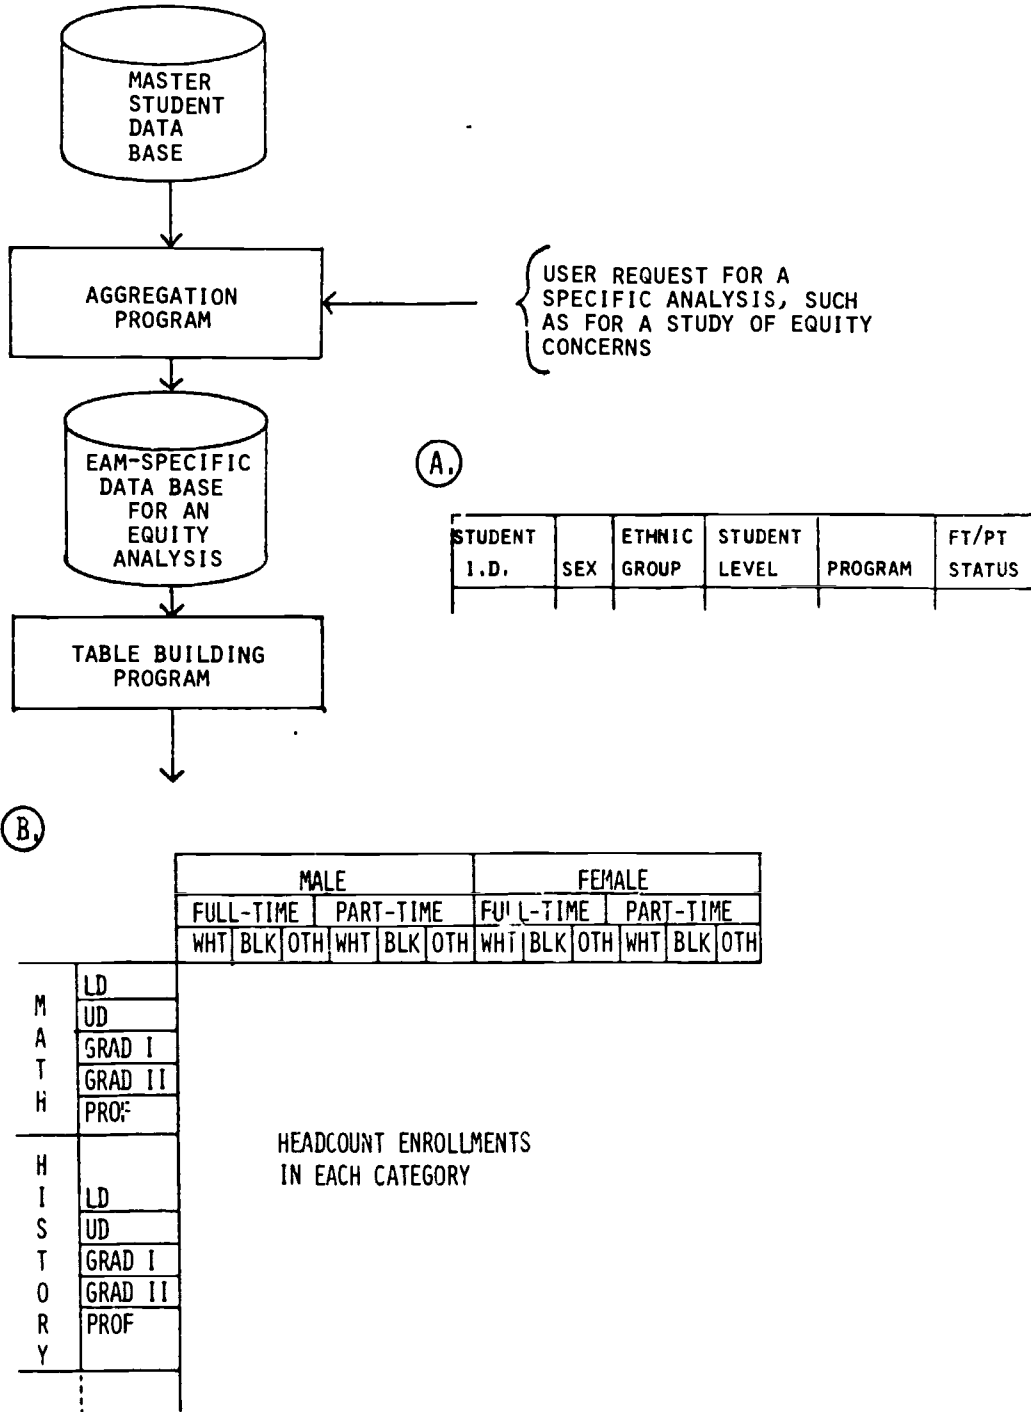 MASTER
STUDENT
DATA
BASE
AGGREGATION
PROGRAM
USER REQUEST FOR A
SPECIFIC ANALYSIS, SUCH
AS FOR A STUDY OF EQUITY
CONCERNS
EAM-SPECIFIC
DATA BASE
FOR AN
EQUITY
ANALYSIS
TABLE BUILDING
PROGRAM
A.
STUDENT ETHNIC STUDENT FT/PT
I.D. SEX GROUP LEVEL PROGRAM STATUS
B.
MALE FEMALE
FULL-TIME PART-TIME FULL-TIME PART-TIME
WHT BLK OTH WHT BLK OTH WHT BLK OTH WHT BLK OTH
MATH
LD
UD
GRAD I
GRAD II
PROF
HEADCOUNT ENROLLMENTS
IN EACH CATEGORY
HISTORY
LD
UD
GRAD I
GRAD II
PROF